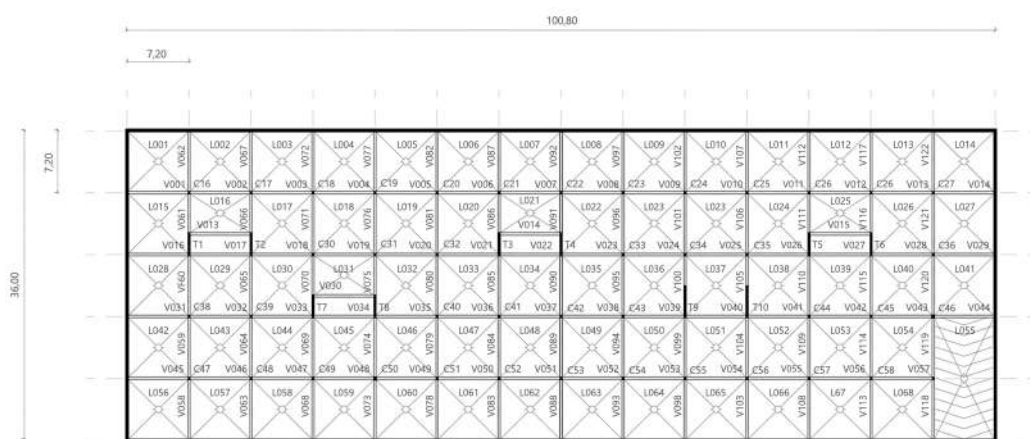 100,80
7,20
36,00
7,20
L001 L002 L003 L004 L005 L006 L007 L008 L009 L010 L011 L012 L013 L014
V062 V067 V072 V077 V082 V087 V092 V097 V102 V107 V112 V117 V122
V001 C16 V002 C17 V003 C18 V004 C19 V005 C20 V006 C21 V007 C22 V008 C23 V009 C24 V010 C25 V011 C26 V012 C26 V013 C27 V014
L015 L016 L017 L018 L019 L020 L021 L022 L023 L023 L024 L025 L026 L027
V061 V066 V071 V076 V081 V086 V091 V096 V101 V106 V111 V116 V121
V013 V014 V015
V016 T1 V017 T2 V018 C30 V019 C31 V020 C32 V021 T3 V022 T4 V023 C33 V024 C34 V025 C35 V026 T5 V027 T6 V028 C36 V029
L028 L029 L030 L031 L032 L033 L034 L035 L036 L037 L038 L039 L040 L041
VF60 V065 V070 V075 V080 V085 V090 V095 V100 V105 V110 V115 V120
V030
V031 C38 V032 C39 V033 T7 V034 T8 V035 C40 V036 C41 V037 C42 V038 C43 V039 T9 V040 T10 V041 C44 V042 C45 V043 C46 V044
L042 L043 L044 L045 L046 L047 L048 L049 L050 L051 L052 L053 L054 L055
V059 V064 V069 V074 V079 V084 V089 V094 V099 V104 V109 V114 V119
V045 C47 V046 C48 V047 C49 V048 C50 V049 C51 V050 C52 V051 C53 V052 C54 V053 C55 V054 C56 V055 C57 V056 C58 V057
L056 L057 L058 L059 L060 L061 L062 L063 L064 L065 L066 L67 L068
V058 V063 V068 V073 V078 V083 V088 V093 V098 V103 V108 V113 V118